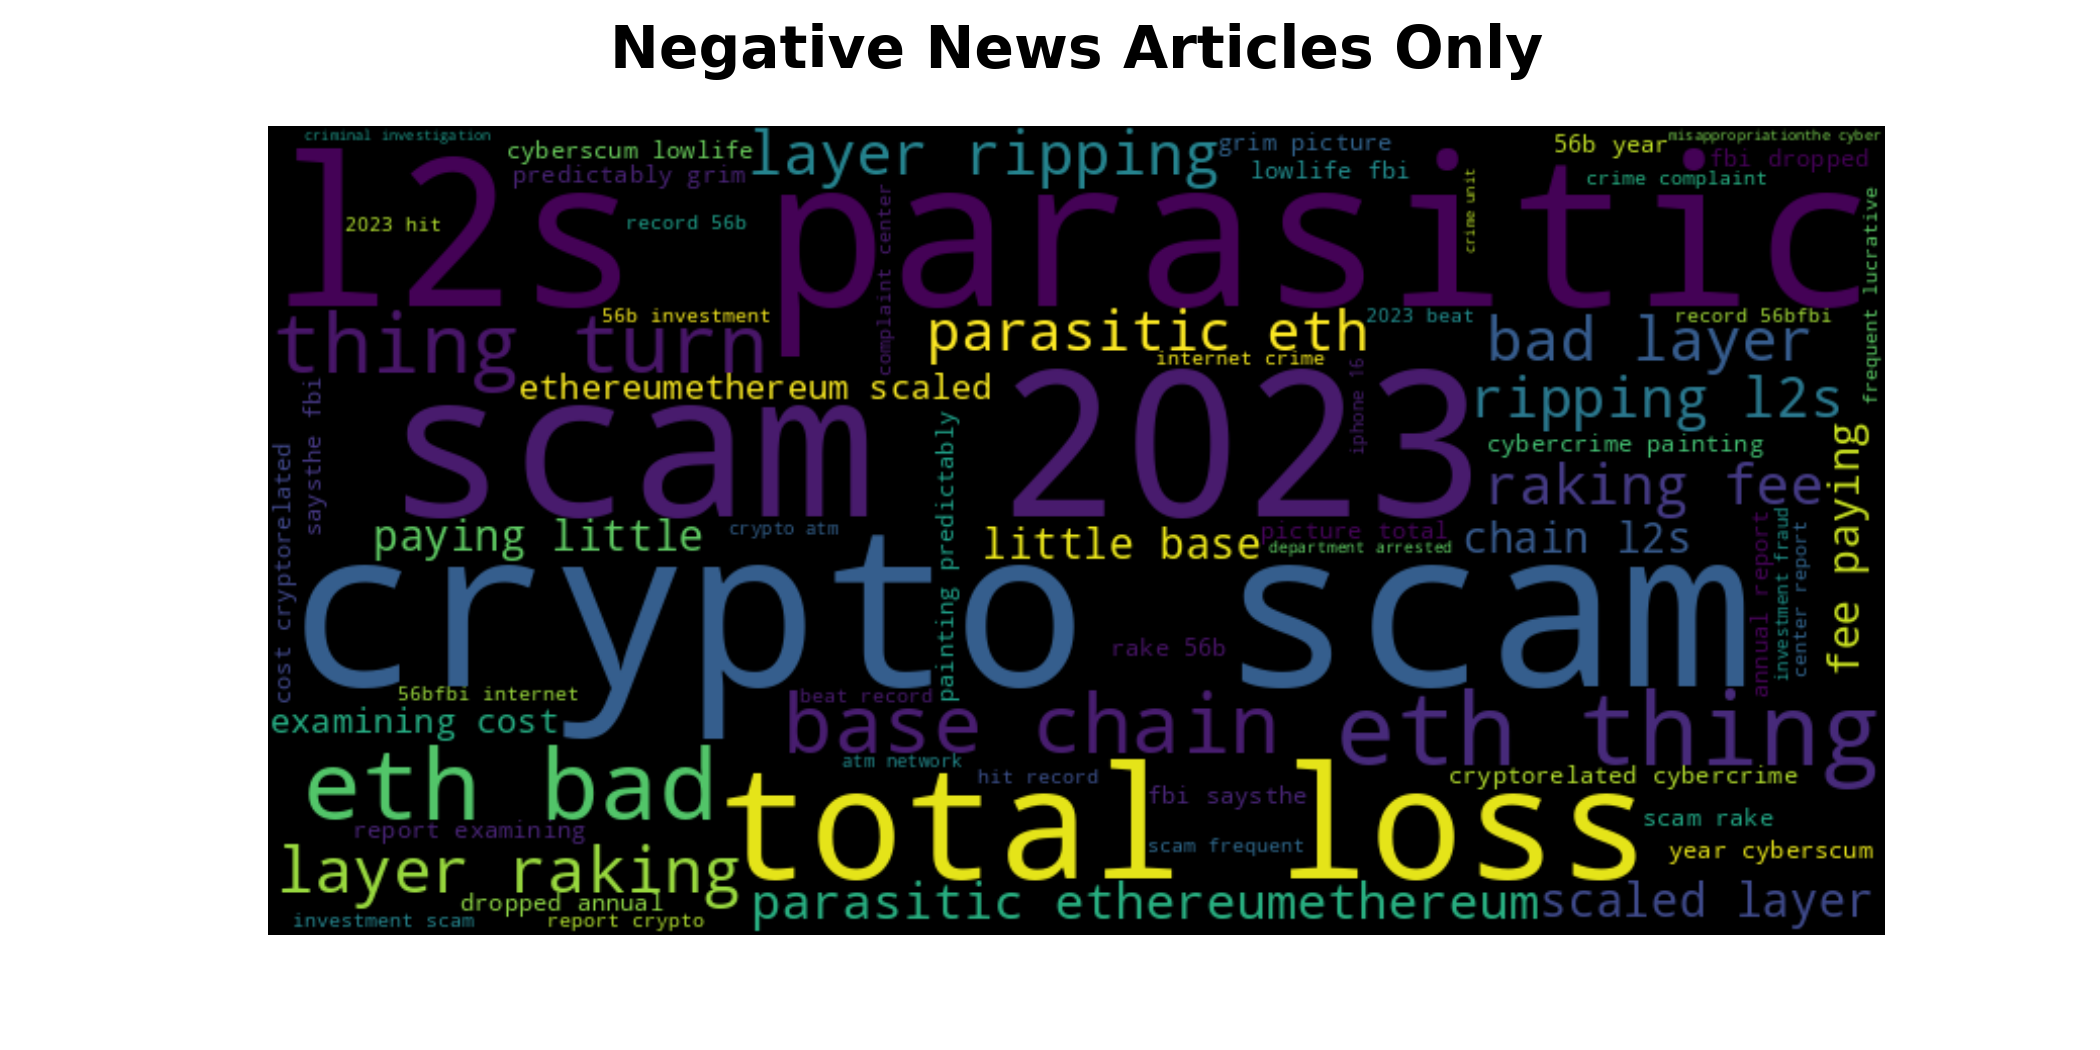 Negative News Articles Only
criminal investigation
cyberscum lowlife
layer ripping
grim picture
56b year
misappropriationthe cyber
predictably grim
lowlife fbi
fbi dropped
crime complaint
l2s parasitic
2023 hit
record 56b
complaint center
crime unit
frequent lucrative
thing turn
56b investment
parasitic eth
2023 beat
record 56bfbi
bad layer
internet crime
iphone 16
ethereumethereum scaled
ripping l2s
saysthe fbi
scam 2023
cybercrime painting
cost cryptorelated
painting predictably
raking fee
fee paying
paying little
crypto atm
little base
picture total
department arrested
chain l2s
annual report
investment fraud
center report
crypto scam
rake 56b
56bfbi internet
beat record
examining cost
base chain
eth thing
eth bad
atm network
hit record
cryptorelated cybercrime
total loss
fbi saysthe
report examining
scam rake
scam frequent
year cyberscum
layer raking
dropped annual
parasitic ethereumethereum
scaled layer
investment scam
report crypto